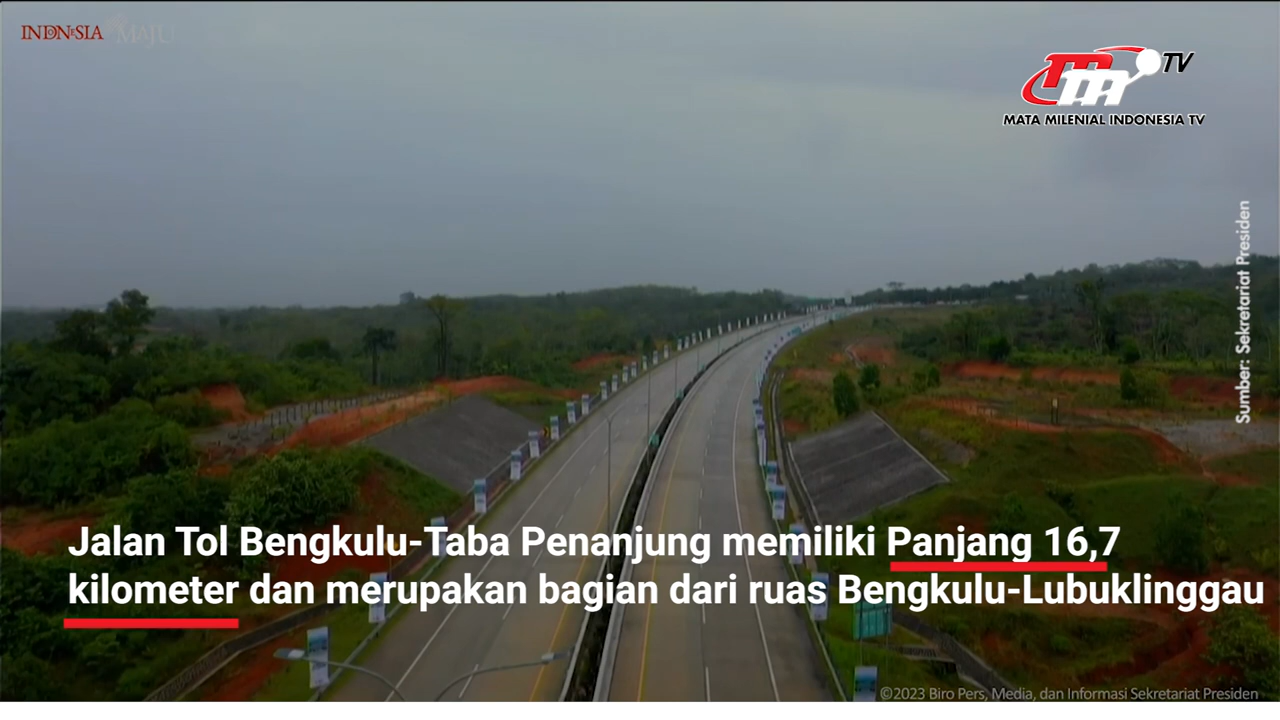 INDONESIA MAJU
TV
MATA MILENIAL INDONESIA TV
Sumber: Sekretariat Presiden
Jalan Tol Bengkulu-Taba Penanjung memiliki Panjang 16,7
kilometer dan merupakan bagian dari ruas Bengkulu-Lubuklinggau
©2023 Biro Pers, Media, dan Informasi Sekretariat Presiden